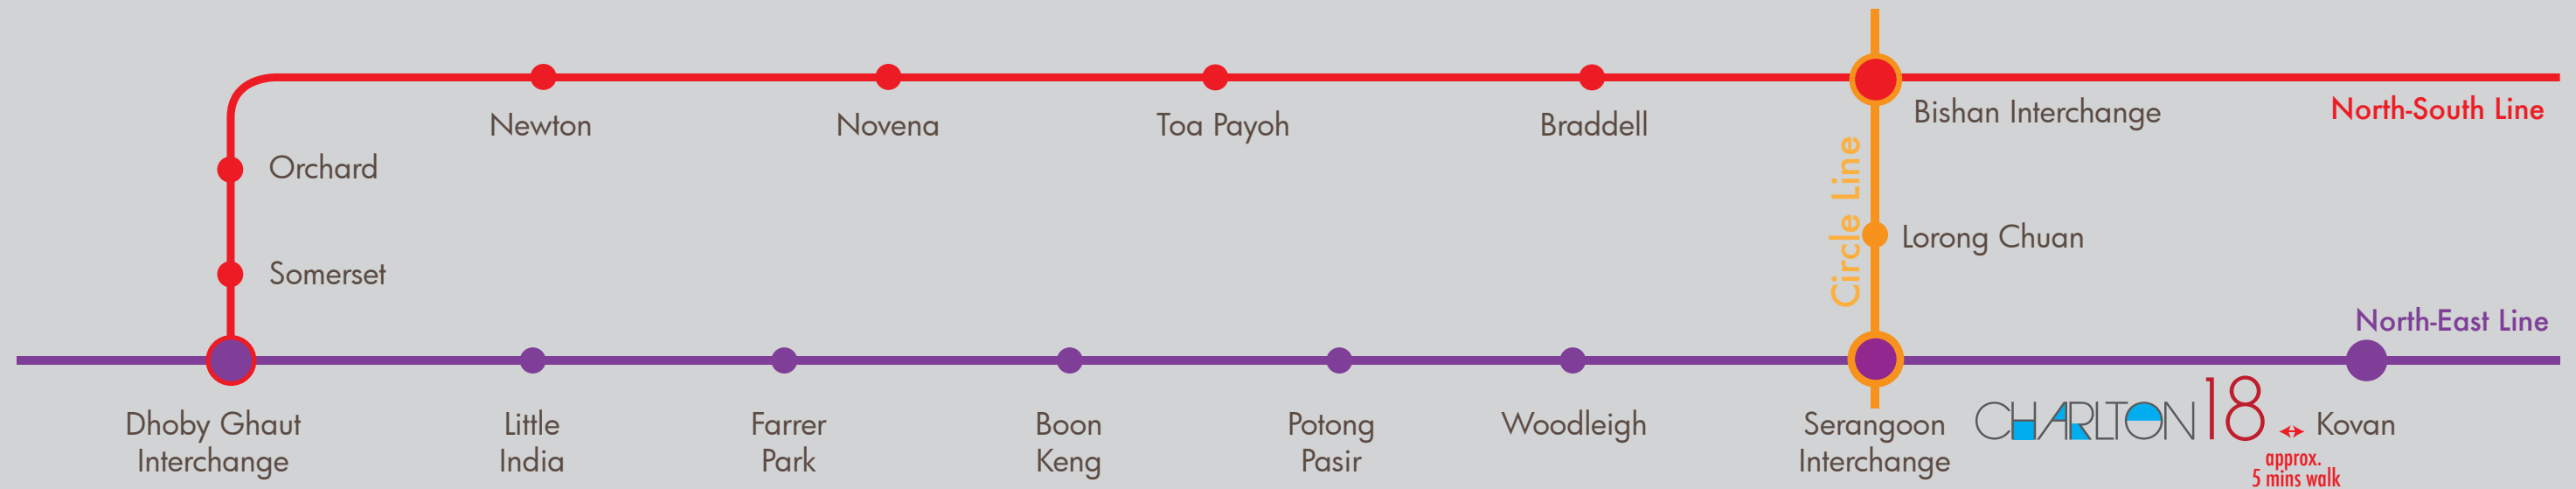 Newton
Novena
Toa Payoh
Braddell
Bishan Interchange
North-South Line
Orchard
Circle Line
Lorong Chuan
Somerset
North-East Line
Dhoby Ghaut
Interchange
Little
India
Farrer
Park
Boon
Keng
Potong
Pasir
Woodleigh
Serangoon
Interchange
CHARLTON 18
Kovan
approx.
5 mins walk